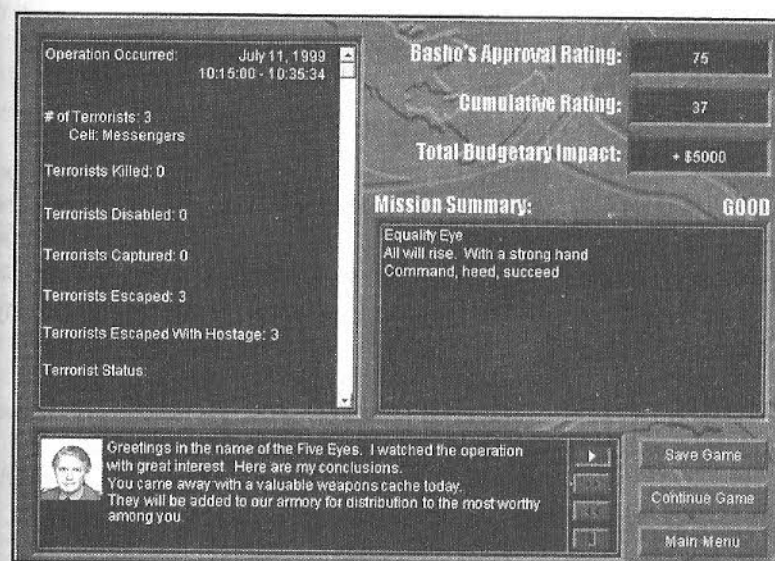 Operation Occurred: July 11, 1999
10:15:00 - 10:35:34
# of Terrorists: 3
Cell: Messengers
Terrorists Killed: 0
Terrorists Disabled: 0
Terrorists Captured: 0
Terrorists Escaped: 3
Terrorists Escaped With Hostage: 3
Terrorist Status:
Basho's Approval Rating: 75
Cumulative Rating: 37
Total Budgetary Impact: + $5000
Mission Summary: GOOD
Equality Eye
All will rise. With a strong hand
Command, heed, succeed
Greetings in the name of the Five Eyes. I watched the operation
with great interest. Here are my conclusions.
You came away with a valuable weapons cache today.
They will be added to our armory for distribution to the most worthy
among you.
Save Game
Continue Game
Main Menu